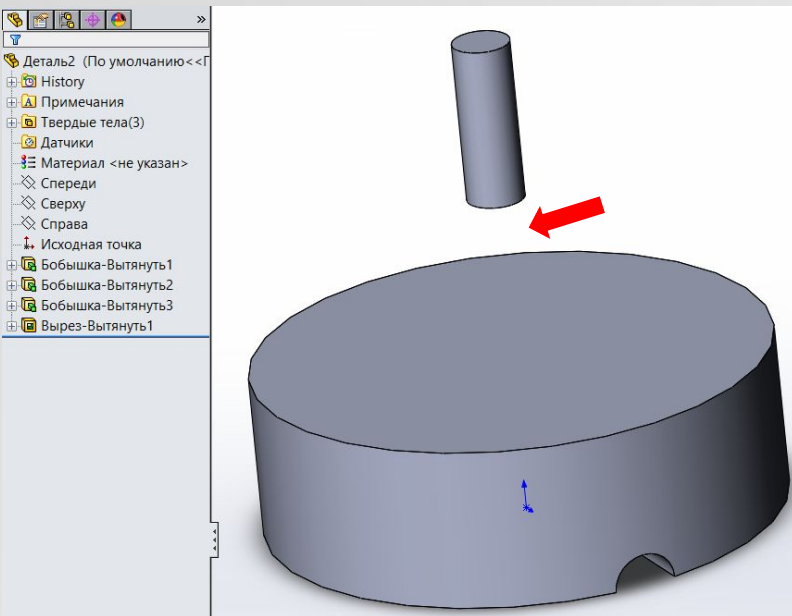 »
Деталь2 (По умолчанию<<П
History
A Примечания
Твердые тела(3)
Датчики
Материал <не указан>
Спереди
Сверху
Справа
Исходная точка
Бобышка-Вытянуть1
Бобышка-Вытянуть2
Бобышка-Вытянуть3
Вырез-Вытянуть1